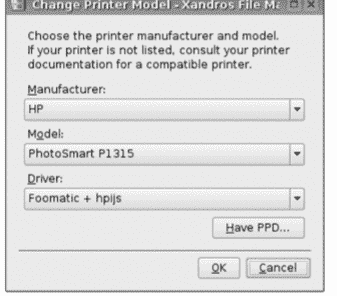 Change Printer Model - Xandros File Ma
Choose the printer manufacturer and model.
If your printer is not listed, consult your printer
documentation for a compatible printer.
Manufacturer:
HP
Model:
PhotoSmart P1315
Driver:
Foomatic + hpijs
Have PPD...
OK
Cancel